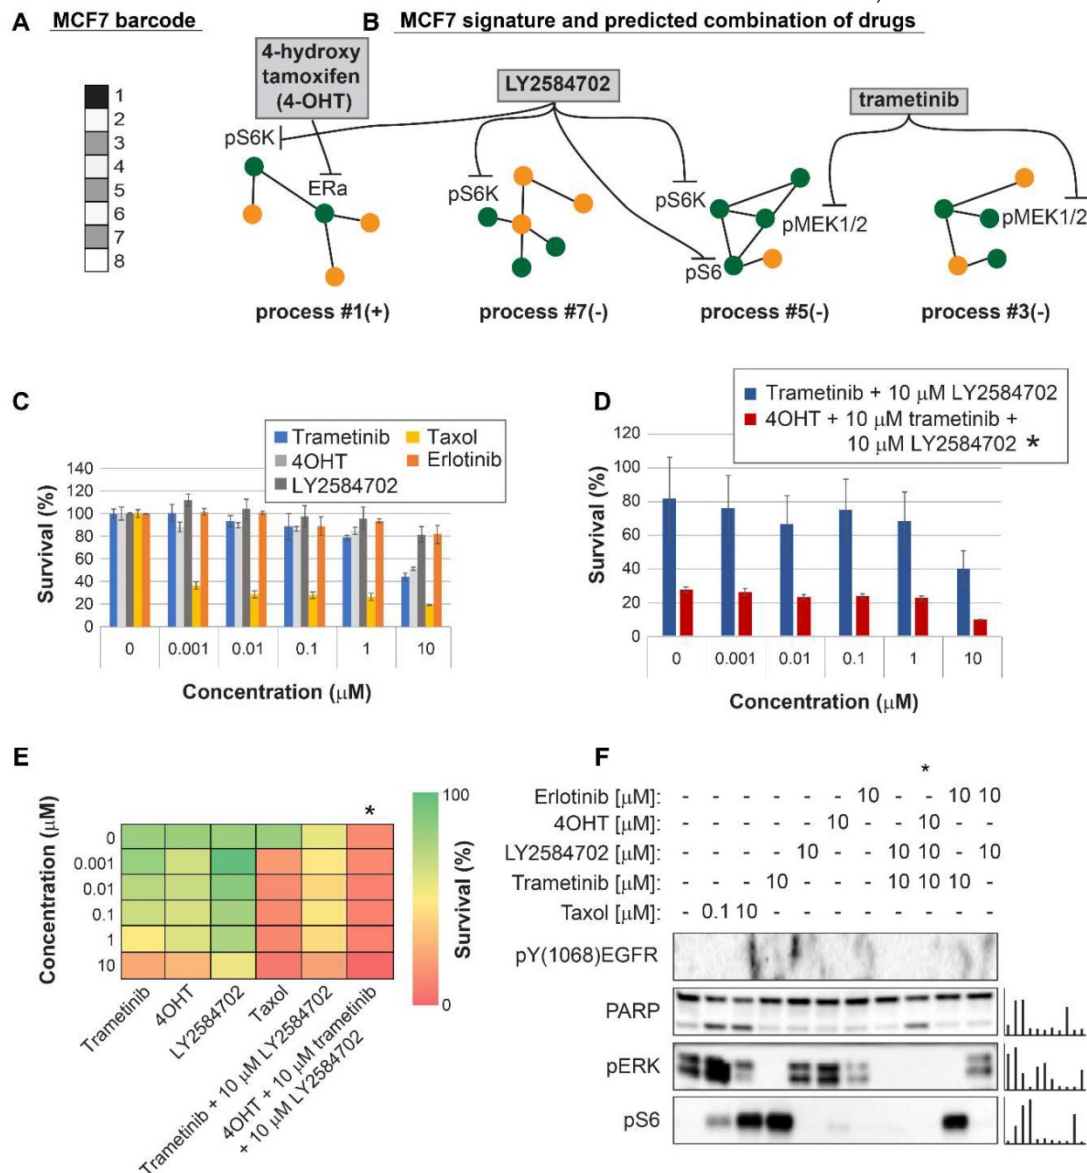 A MCF7 barcode
B MCF7 signature and predicted combination of drugs
1
2
3
4
5
6
7
8
4-hydroxy
tamoxifen
(4-OHT)
LY2584702
trametinib
pS6K
ERa
pS6K
pS6K
pS6
pMEK1/2
pMEK1/2
process #1(+)
process #7(-)
process #5(-)
process #3(-)
C
Trametinib
Taxol
4OHT
Erlotinib
LY2584702
Survival (%)
140
120
100
80
60
40
20
0
0 0.001 0.01 0.1 1 10
Concentration (μM)
D
Trametinib + 10 μM LY2584702
4OHT + 10 μM trametinib +
10 μM LY2584702 *
Survival (%)
120
100
80
60
40
20
0
0 0.001 0.01 0.1 1 10
Concentration (μM)
E
*
Concentration (μM)
0
0.001
0.01
0.1
1
10
Trametinib
4OHT
LY2584702
Taxol
Trametinib + 10 μM LY2584702
4OHT + 10 μM trametinib
+ 10 μM LY2584702
100
0
Survival (%)
F
*
Erlotinib [μM]: - - - - - - 10 - - 10 10
4OHT [μM]: - - - - - 10 - - 10 - -
LY2584702 [μM]: - - - - 10 - - 10 10 - 10
Trametinib [μM]: - - - 10 - - - 10 10 10 -
Taxol [μM]: - 0.1 10 - - - - - - - -
pY(1068)EGFR
PARP
pERK
pS6